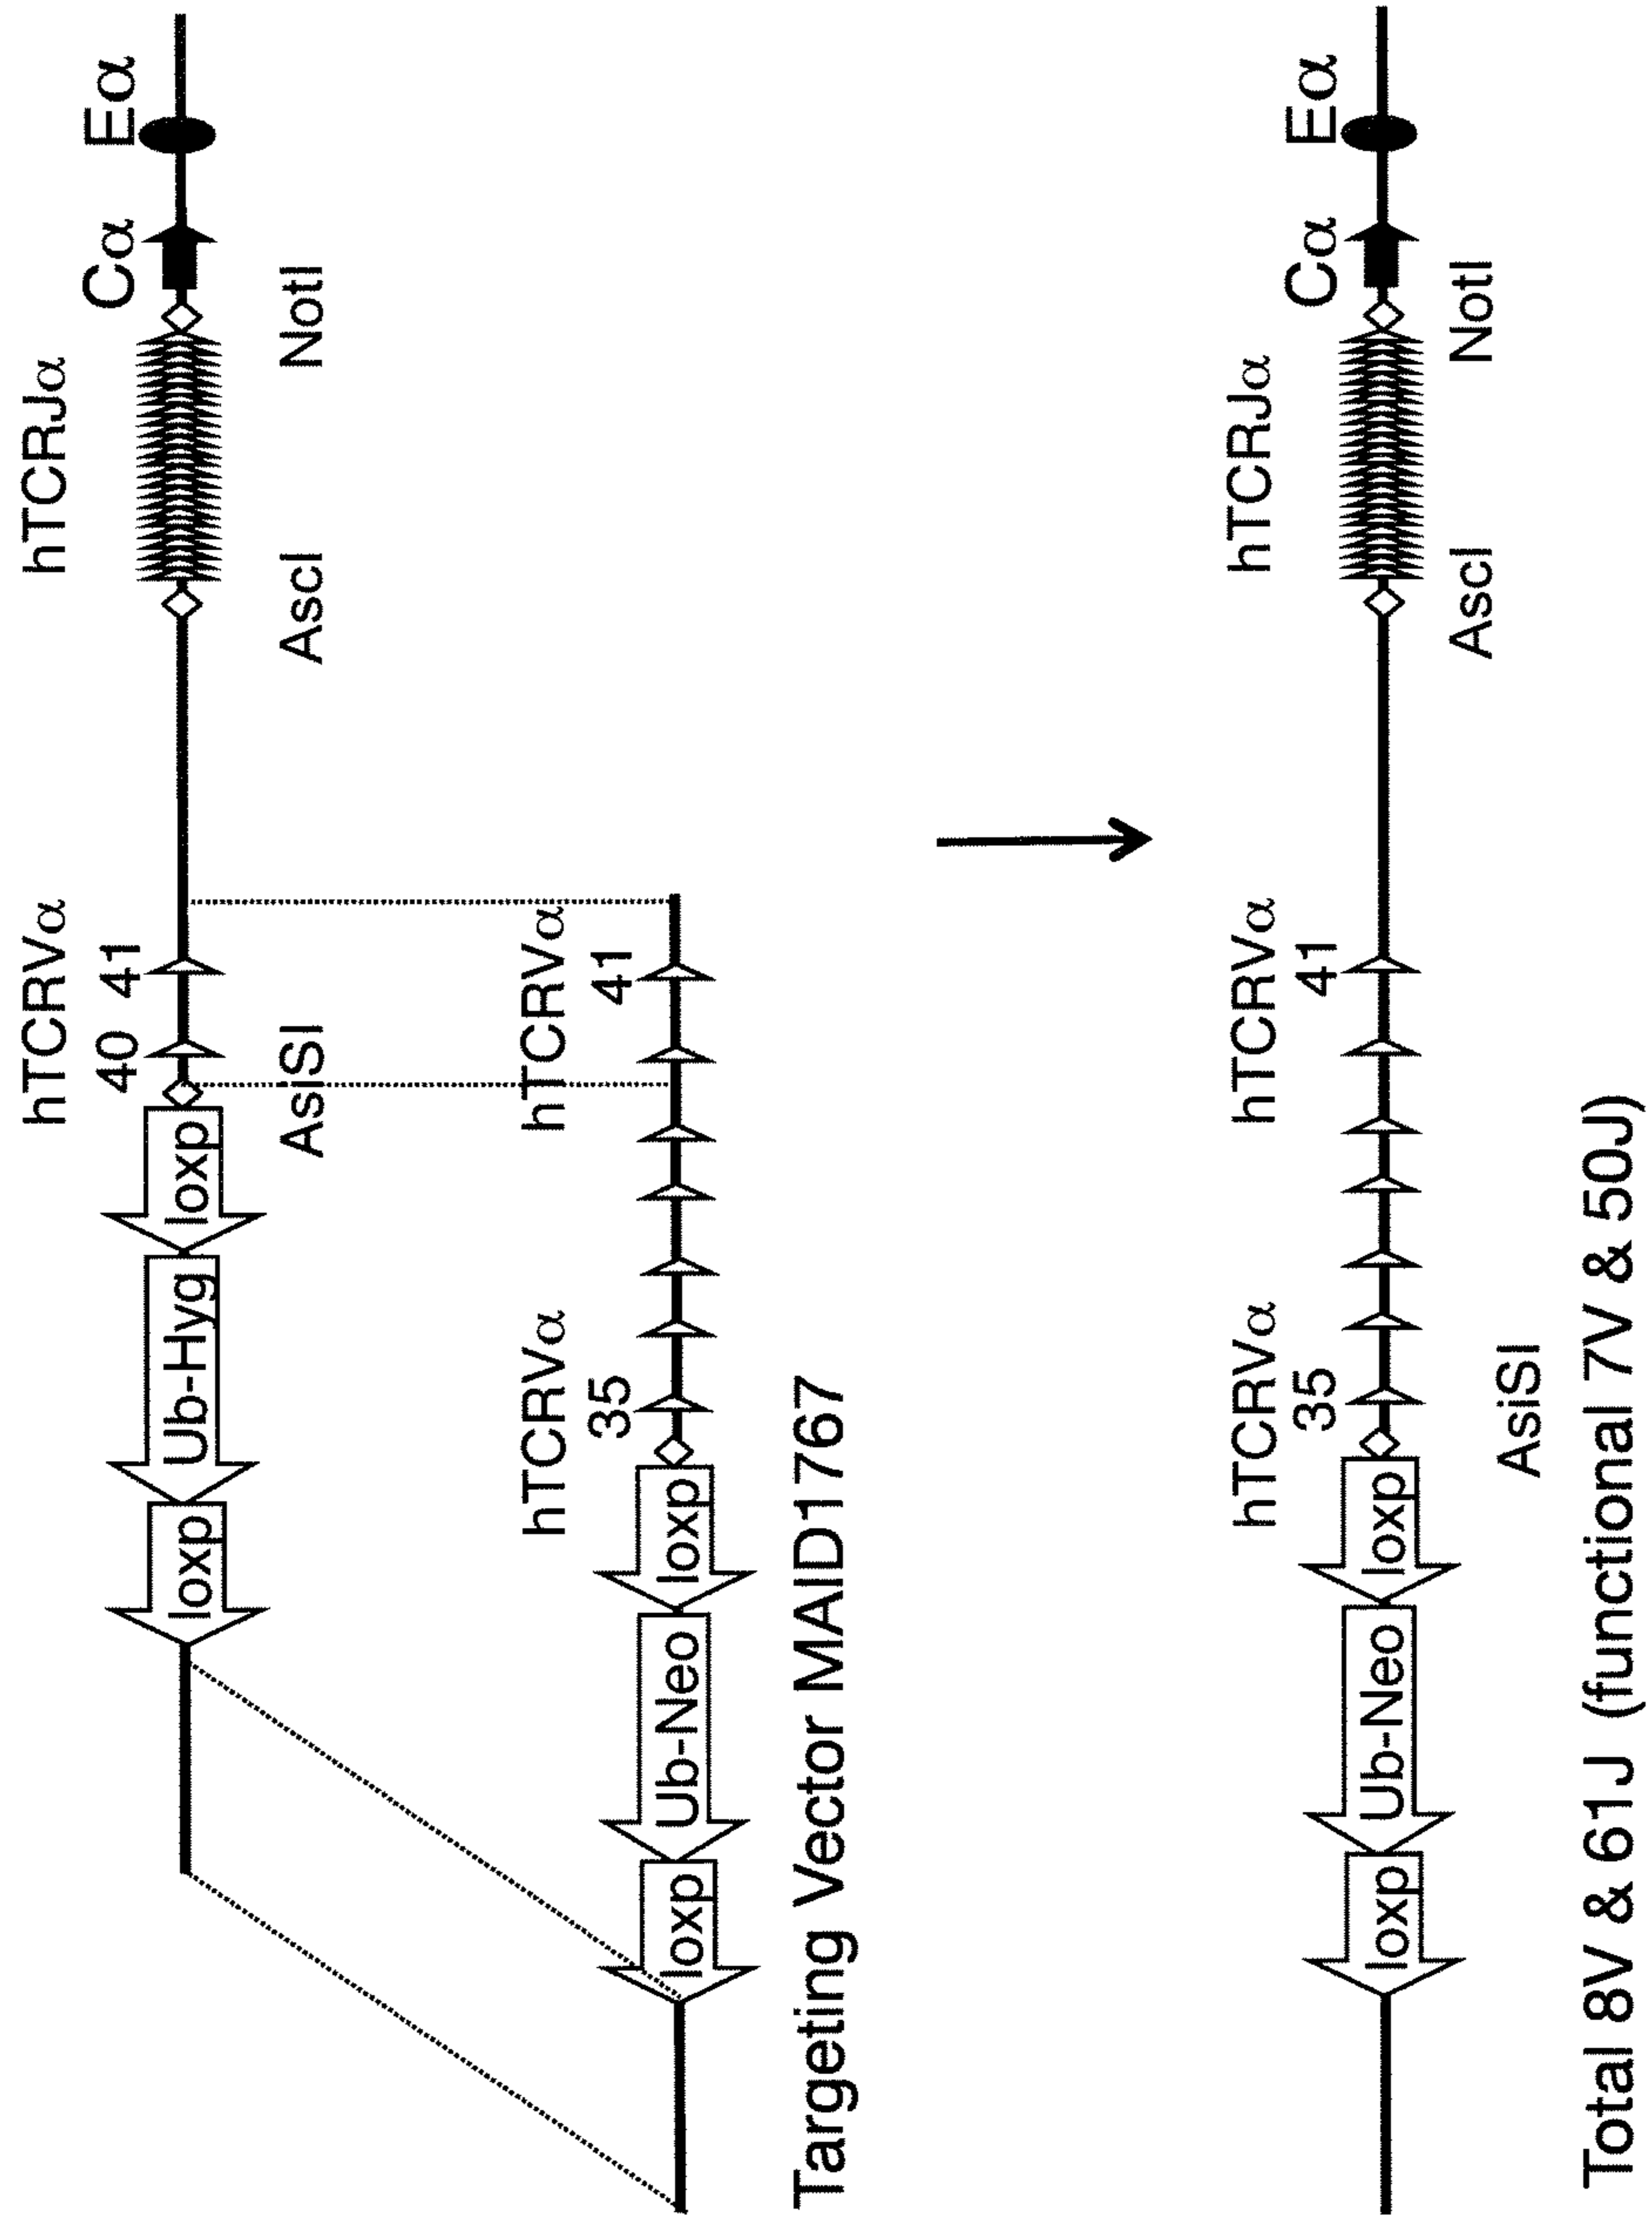 hTCRVα
hTCRJα
40 41
Cα
Eα
loxp
Ub-Hyg
loxp
AsiSI
AscI
NotI
hTCRVα
hTCRVα
35
41
loxp
Ub-Neo
loxp
Targeting Vector MAID1767
hTCRVα
hTCRVα
hTCRJα
35
41
Cα
Eα
loxp
Ub-Neo
loxp
AsiSI
AscI
NotI
Total 8V & 61J (functional 7V & 50J)